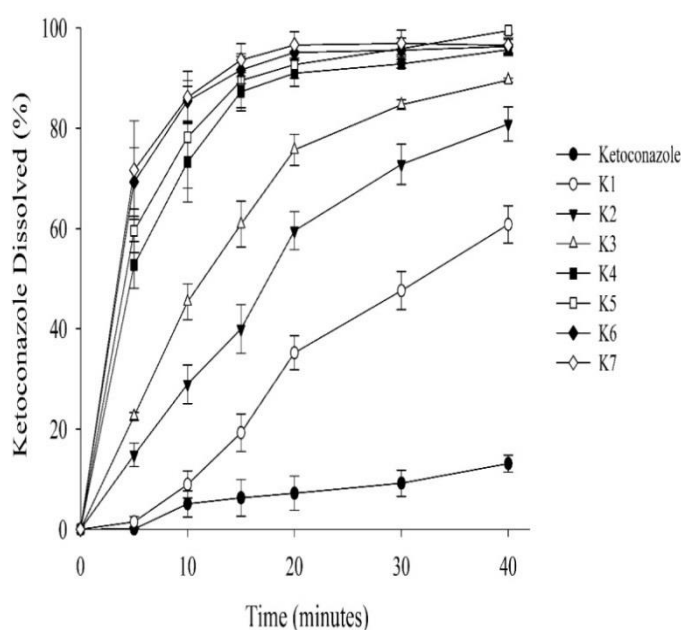 Ketoconazole Dissolved (%)
100
80
60
40
20
0
0
10
20
30
40
Time (minutes)
Ketoconazole
K1
K2
K3
K4
K5
K6
K7